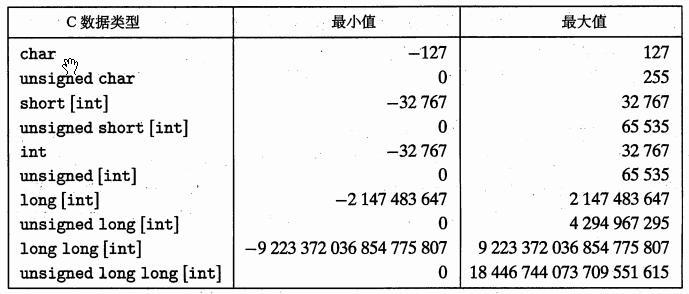 C 数据类型 最小值 最大值
char −127 127
unsigned char 0 255
short [int] −32 767 32 767
unsigned short [int] 0 65 535
int −32 767 32 767
unsigned [int] 0 65 535
long [int] −2 147 483 647 2 147 483 647
unsigned long [int] 0 4 294 967 295
long long [int] −9 223 372 036 854 775 807 9 223 372 036 854 775 807
unsigned long long [int] 0 18 446 744 073 709 551 615